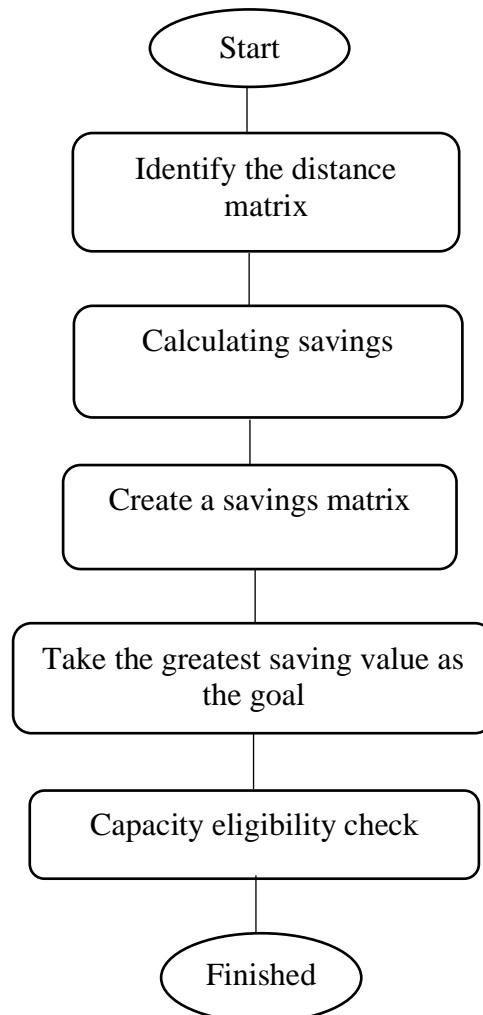 Start
Identify the distance
matrix
Calculating savings
Create a savings matrix
Take the greatest saving value as
the goal
Capacity eligibility check
Finished